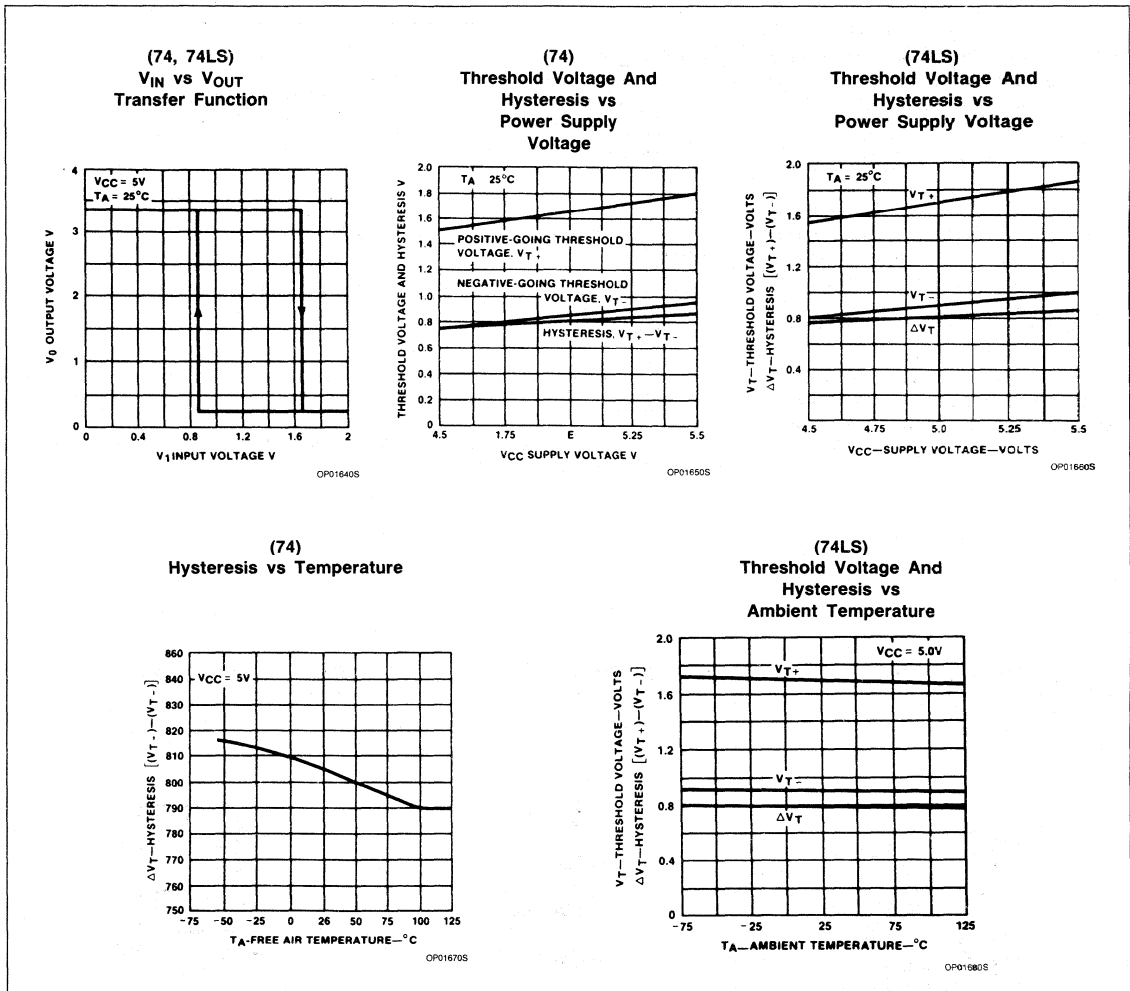 (74, 74LS)
VIN vs VOUT
Transfer Function
4
3
2
1
0
V0 OUTPUT VOLTAGE V
VCC = 5V
TA = 25°C
0 0.4 0.8 1.2 1.6 2
V1 INPUT VOLTAGE V
OP01640S
(74)
Threshold Voltage And
Hysteresis vs
Power Supply
Voltage
THRESHOLD VOLTAGE AND HYSTERESIS V
2.0
1.8
1.6
1.4
1.2
1.0
0.8
0.6
0.4
0.2
0
TA 25°C
POSITIVE-GOING THRESHOLD
VOLTAGE, VT+
NEGATIVE-GOING THRESHOLD
VOLTAGE, VT−
HYSTERESIS, VT+—VT−
4.5 1.75 E 5.25 5.5
VCC SUPPLY VOLTAGE V
OP01650S
(74LS)
Threshold Voltage And
Hysteresis vs
Power Supply Voltage
VT—THRESHOLD VOLTAGE—VOLTS
ΔVT—HYSTERESIS [(VT+)—(VT−)]
2.0
1.6
1.2
0.8
0.4
TA = 25°C
VT+
VT−
ΔVT
4.5 4.75 5.0 5.25 5.5
VCC—SUPPLY VOLTAGE—VOLTS
OP01660S
(74)
Hysteresis vs Temperature
ΔVT—HYSTERESIS [(VT-)—(VT-)]
860
850
840
830
820
810
800
790
780
770
760
750
VCC = 5V
−75 −50 −25 0 26 50 75 100 125
TA-FREE AIR TEMPERATURE—°C
OP01670S
(74LS)
Threshold Voltage And
Hysteresis vs
Ambient Temperature
VT—THRESHOLD VOLTAGE—VOLTS
ΔVT—HYSTERESIS [(VT+)—(VT−)]
2.0
1.6
1.2
0.8
0.4
0
VCC = 5.0V
VT+
VT−
ΔVT
−75 −25 25 75 125
TA—AMBIENT TEMPERATURE—°C
OP01680S